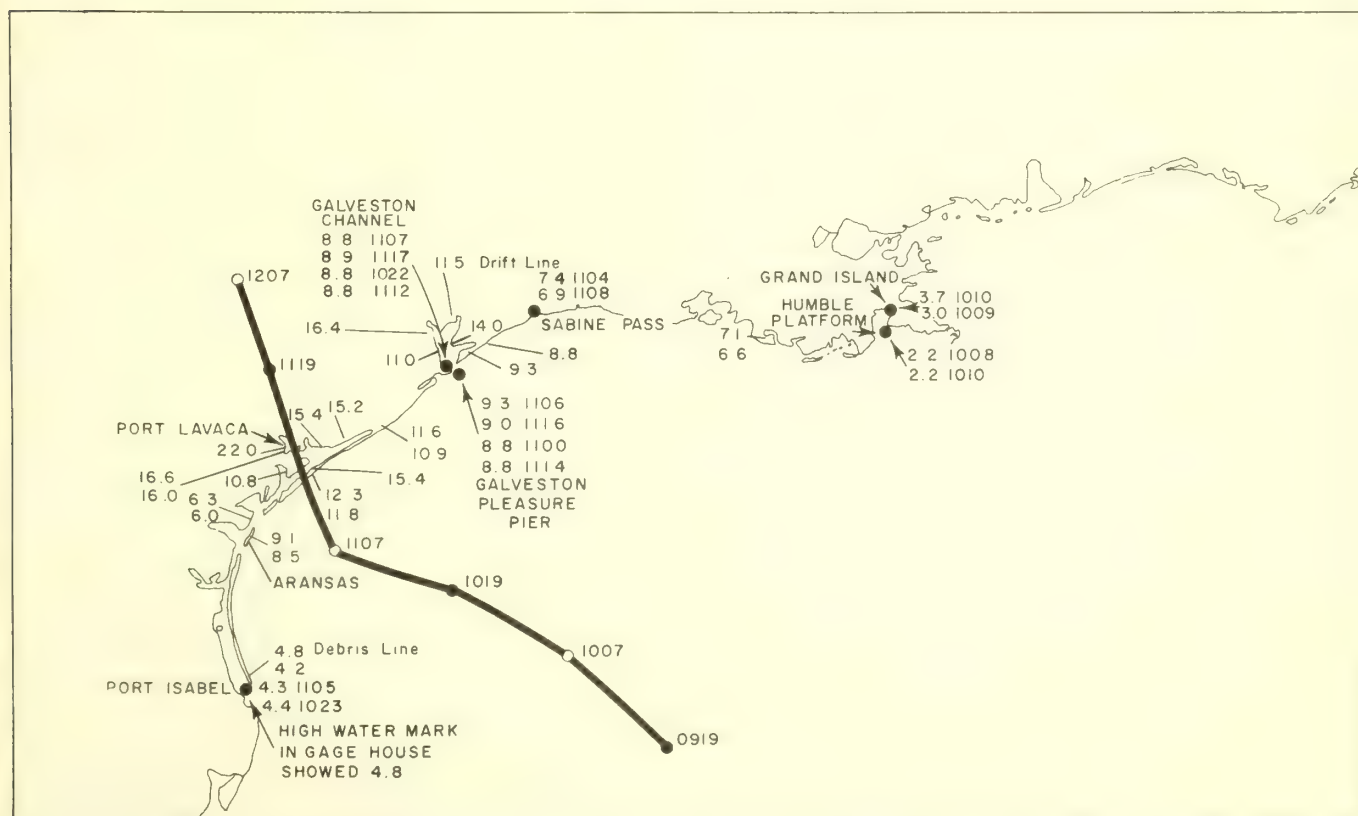 GALVESTON
CHANNEL
8 8 1107
8 9 1117
8.8 1022
8.8 1112
1207
11 5 Drift Line
7 4 1104
6 9 1108
SABINE PASS
16.4
14 0
11 0
8.8
9 3
GRAND ISLAND
3.7 1010
3.0 1009
HUMBLE
PLATFORM
7 1
6 6
2 2 1008
2.2 1010
1119
9 3 1106
9 0 1116
8 8 1100
8.8 1114
GALVESTON
PLEASURE
PIER
15 4
15.2
PORT LAVACA
22 0
11 6
10 9
16.6
16.0
10.8
15.4
6 3
6.0
12 3
11 8
9 1
8 5
ARANSAS
1107
1019
1007
0919
4.8 Debris Line
4 2
PORT ISABEL
4.3 1105
4.4 1023
HIGH WATER MARK
IN GAGE HOUSE
SHOWED 4.8